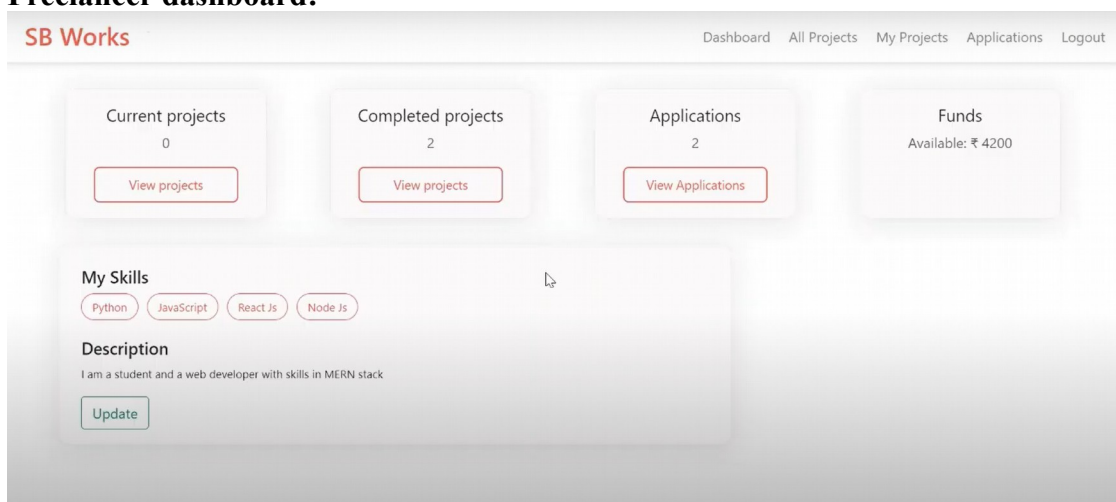 Freelancer dashboard:
SB Works
Dashboard All Projects My Projects Applications Logout
Current projects
0
View projects
Completed projects
2
View projects
Applications
2
View Applications
Funds
Available: ₹ 4200
My Skills
Python JavaScript React Js Node Js
Description
I am a student and a web developer with skills in MERN stack
Update